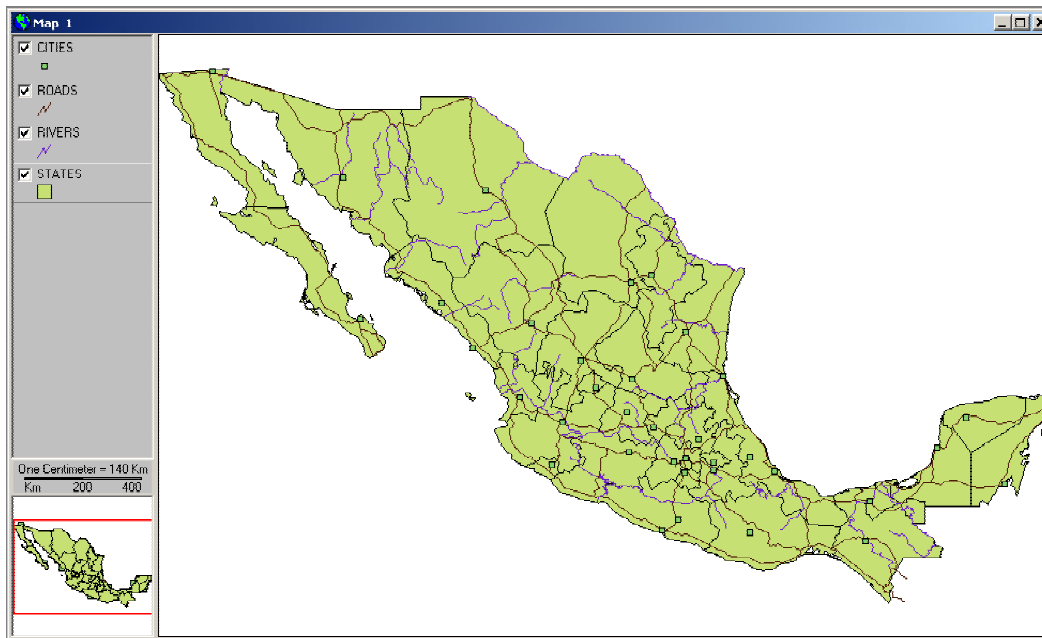 Map 1
CITIES
ROADS
RIVERS
STATES
One Centimeter = 140 Km
Km 200 400